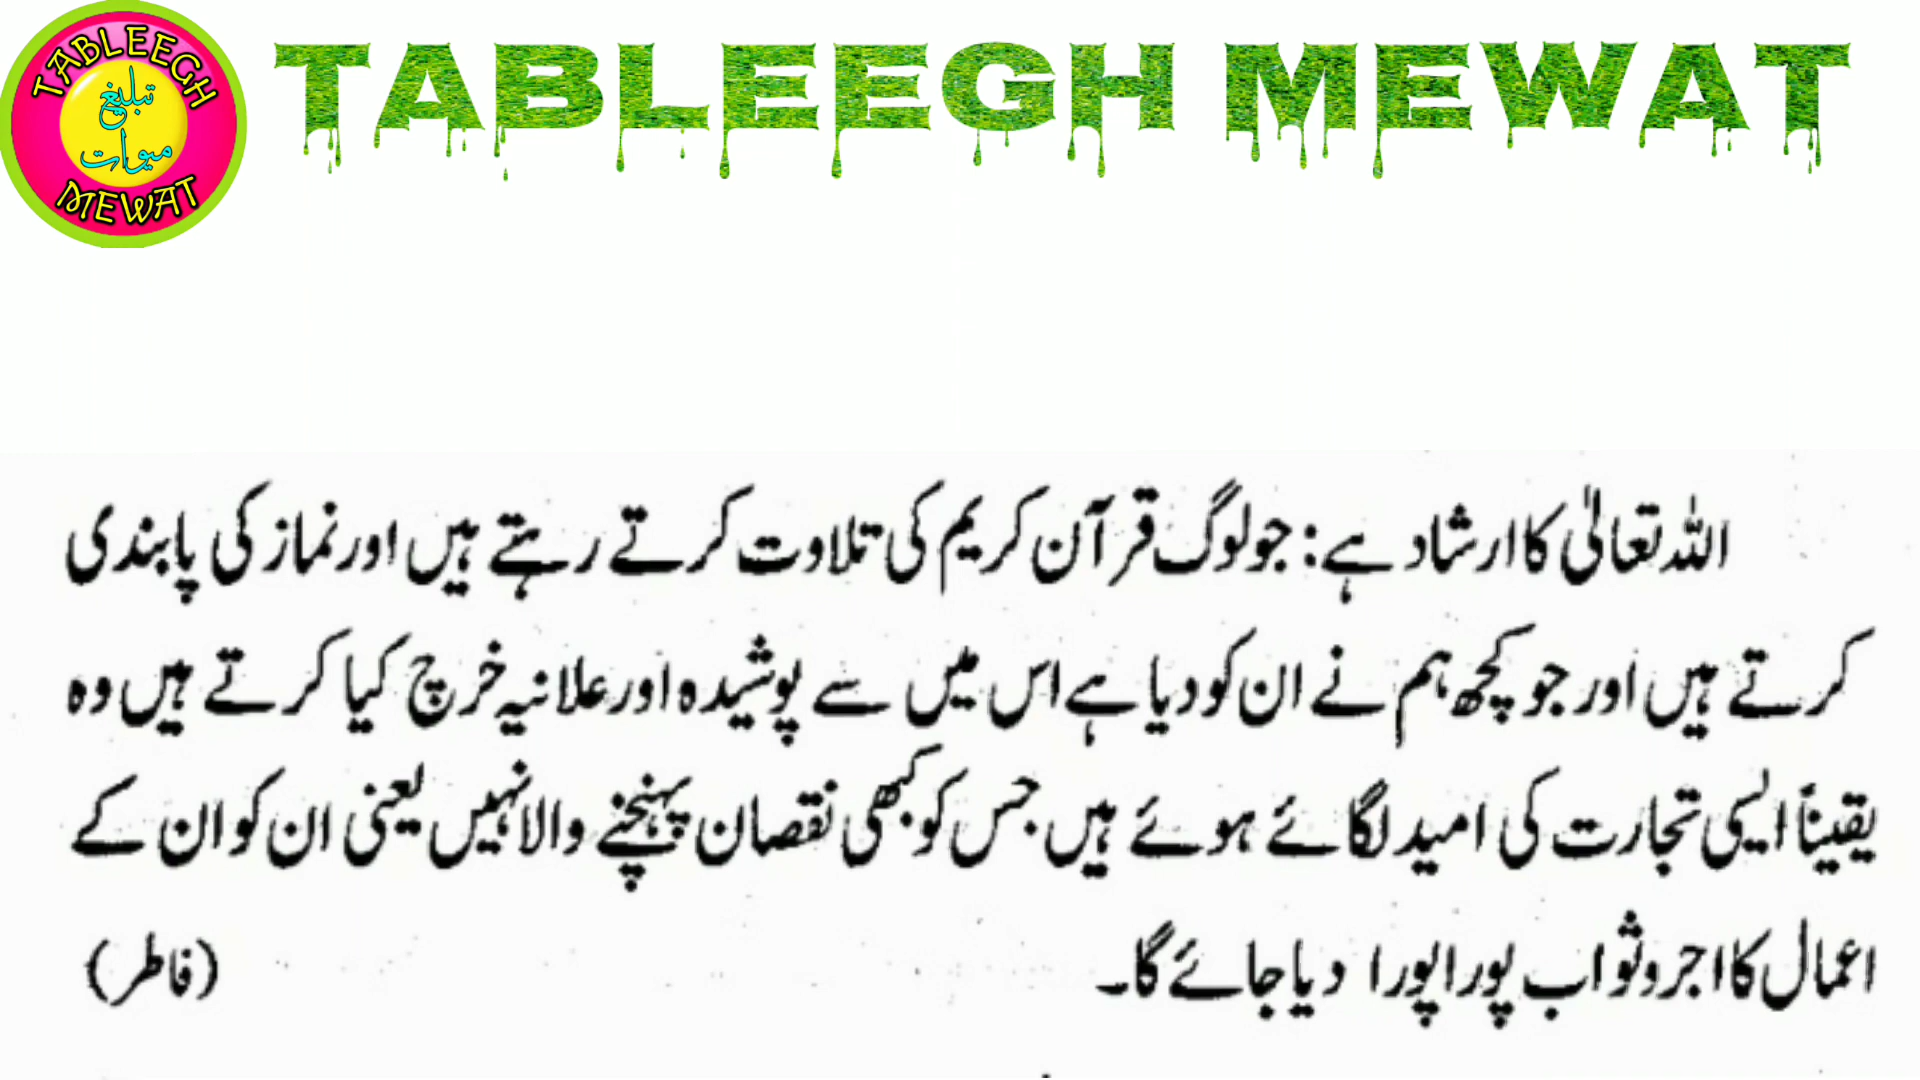 TABLEEGH
تبلیغ
میوات
MEWAT
TABLEEGH MEWAT
اللہ تعالیٰ کا ارشاد ہے: جو لوگ قرآن کریم کی تلاوت کرتے رہتے ہیں اور نماز کی پابندی
کرتے ہیں اور جو کچھ ہم نے ان کو دیا ہے اس میں سے پوشیدہ اور علانیہ خرچ کیا کرتے ہیں وہ
یقیناً ایسی تجارت کی امید لگائے ہوئے ہیں جس کو کبھی نقصان پہنچنے والا نہیں یعنی ان کو ان کے
اعمال کا اجر و ثواب پورا پورا دیا جائے گا۔ (فاطر)